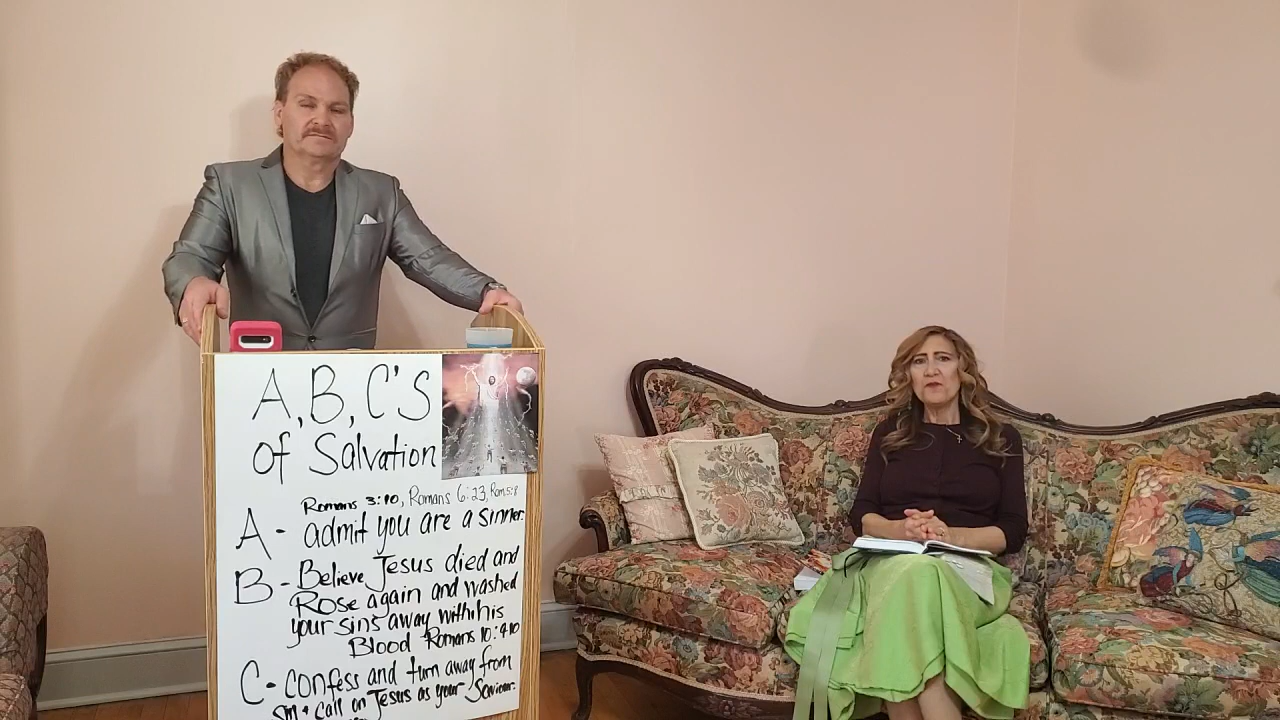 A, B, C'S
of Salvation
Romans 3:10, Romans 6:23, Rom 5:8
A - admit you are a sinner.
B - Believe Jesus died and
Rose again and washed
your sins away with his
Blood Romans 10:9-10
C - confess and turn away from
sin + Call on Jesus as your Saviour.